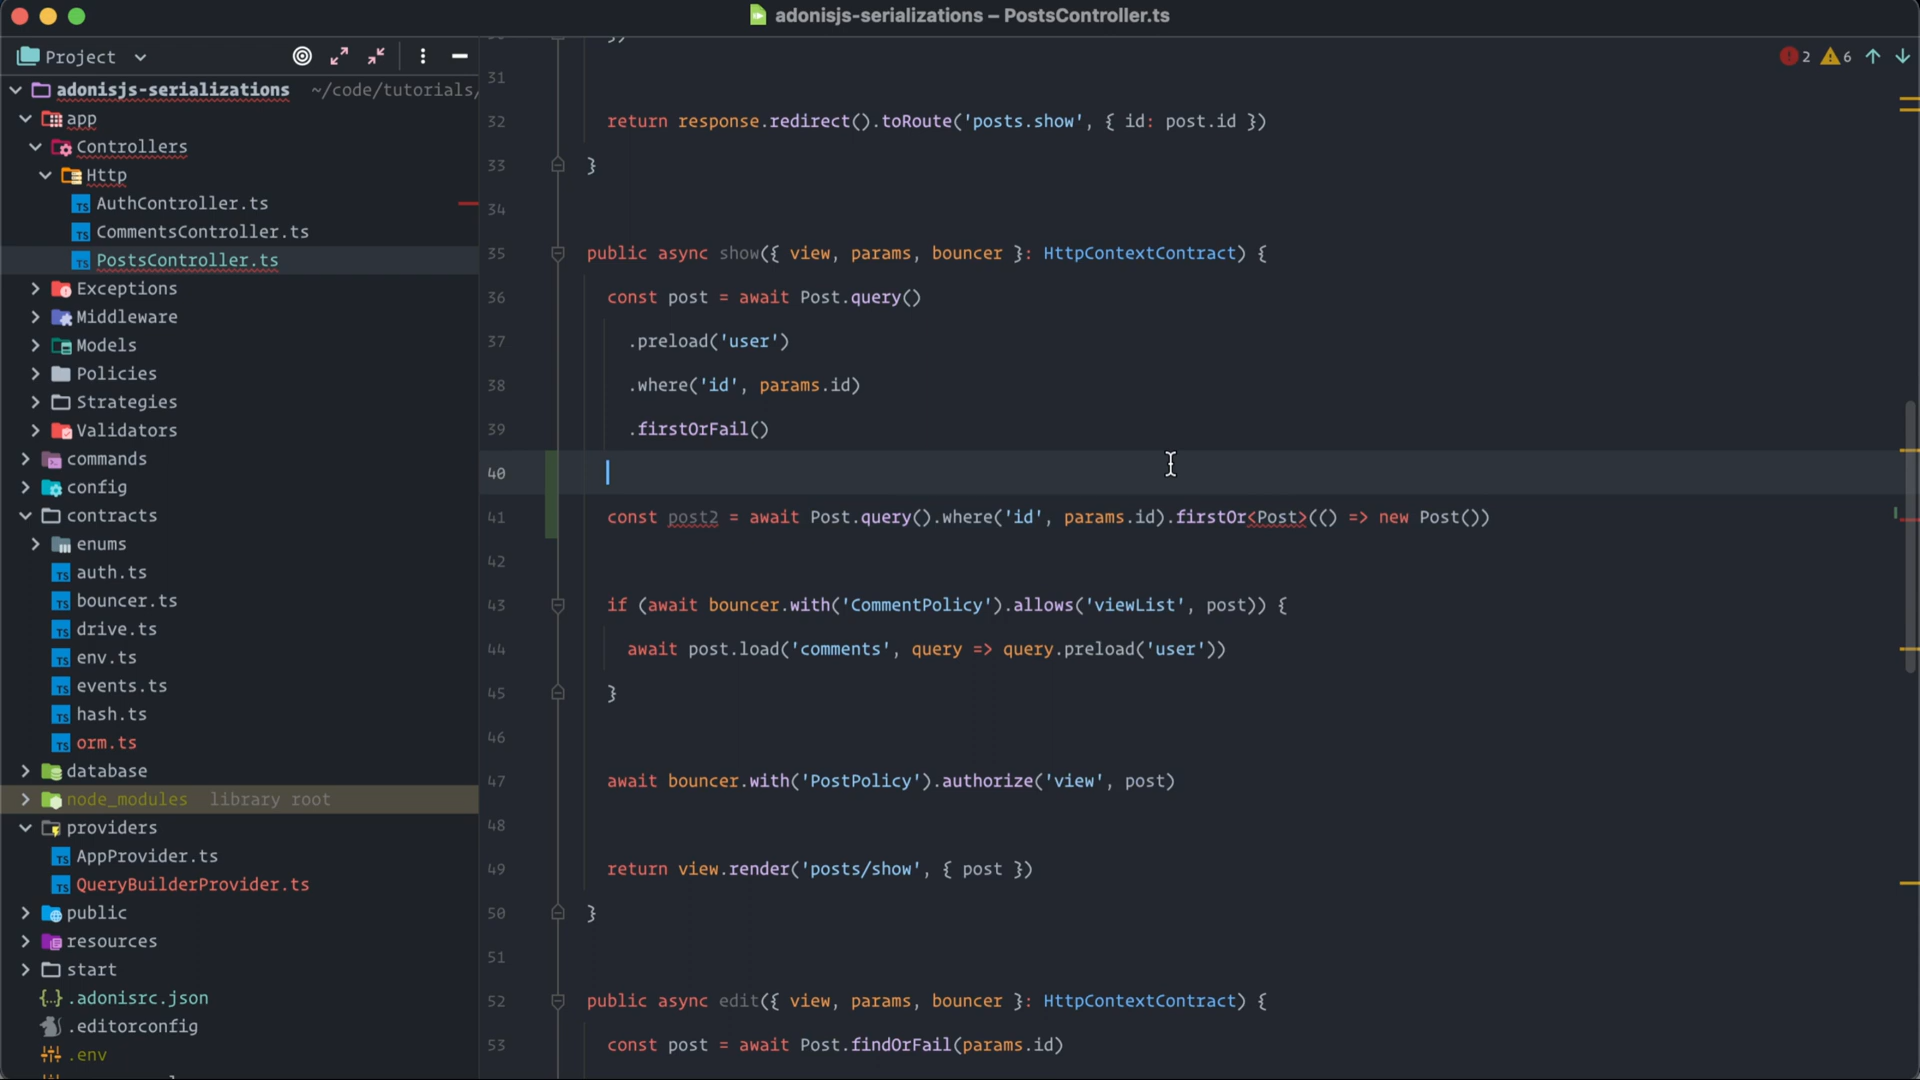 adonisjs-serializations – PostsController.ts
Project
2 6
adonisjs-serializations ~/code/tutorials/
app
Controllers
Http
AuthController.ts
CommentsController.ts
PostsController.ts
Exceptions
Middleware
Models
Policies
Strategies
Validators
commands
config
contracts
enums
auth.ts
bouncer.ts
drive.ts
env.ts
events.ts
hash.ts
orm.ts
database
node_modules library root
providers
AppProvider.ts
QueryBuilderProvider.ts
public
resources
start
.adonisrc.json
.editorconfig
.env
31
32 return response.redirect().toRoute('posts.show', { id: post.id })
33 }
34
35 public async show({ view, params, bouncer }: HttpContextContract) {
36 const post = await Post.query()
37 .preload('user')
38 .where('id', params.id)
39 .firstOrFail()
40
41 const post2 = await Post.query().where('id', params.id).firstOr<Post>(() => new Post())
42
43 if (await bouncer.with('CommentPolicy').allows('viewList', post)) {
44 await post.load('comments', query => query.preload('user'))
45 }
46
47 await bouncer.with('PostPolicy').authorize('view', post)
48
49 return view.render('posts/show', { post })
50 }
51
52 public async edit({ view, params, bouncer }: HttpContextContract) {
53 const post = await Post.findOrFail(params.id)